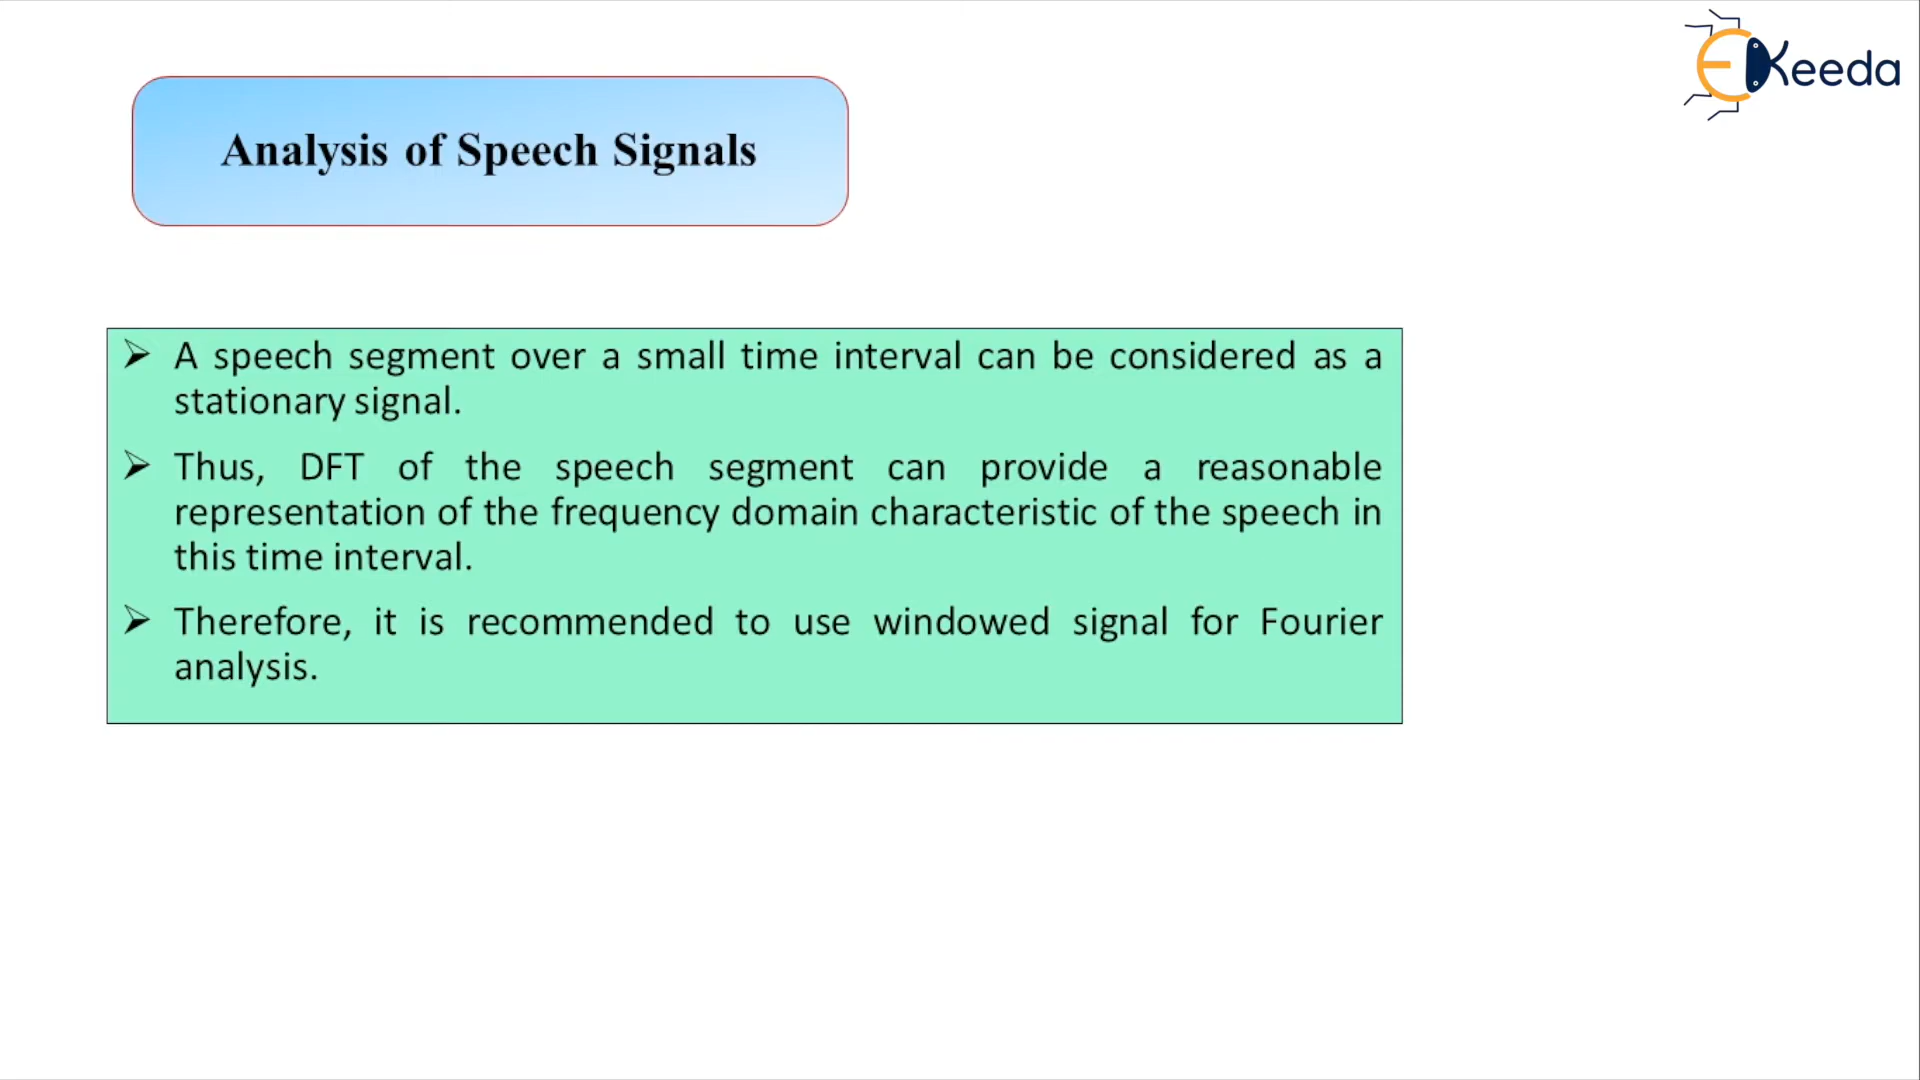 EKeeda
Analysis of Speech Signals
➢ A speech segment over a small time interval can be considered as a
stationary signal.
➢ Thus, DFT of the speech segment can provide a reasonable
representation of the frequency domain characteristic of the speech in
this time interval.
➢ Therefore, it is recommended to use windowed signal for Fourier
analysis.